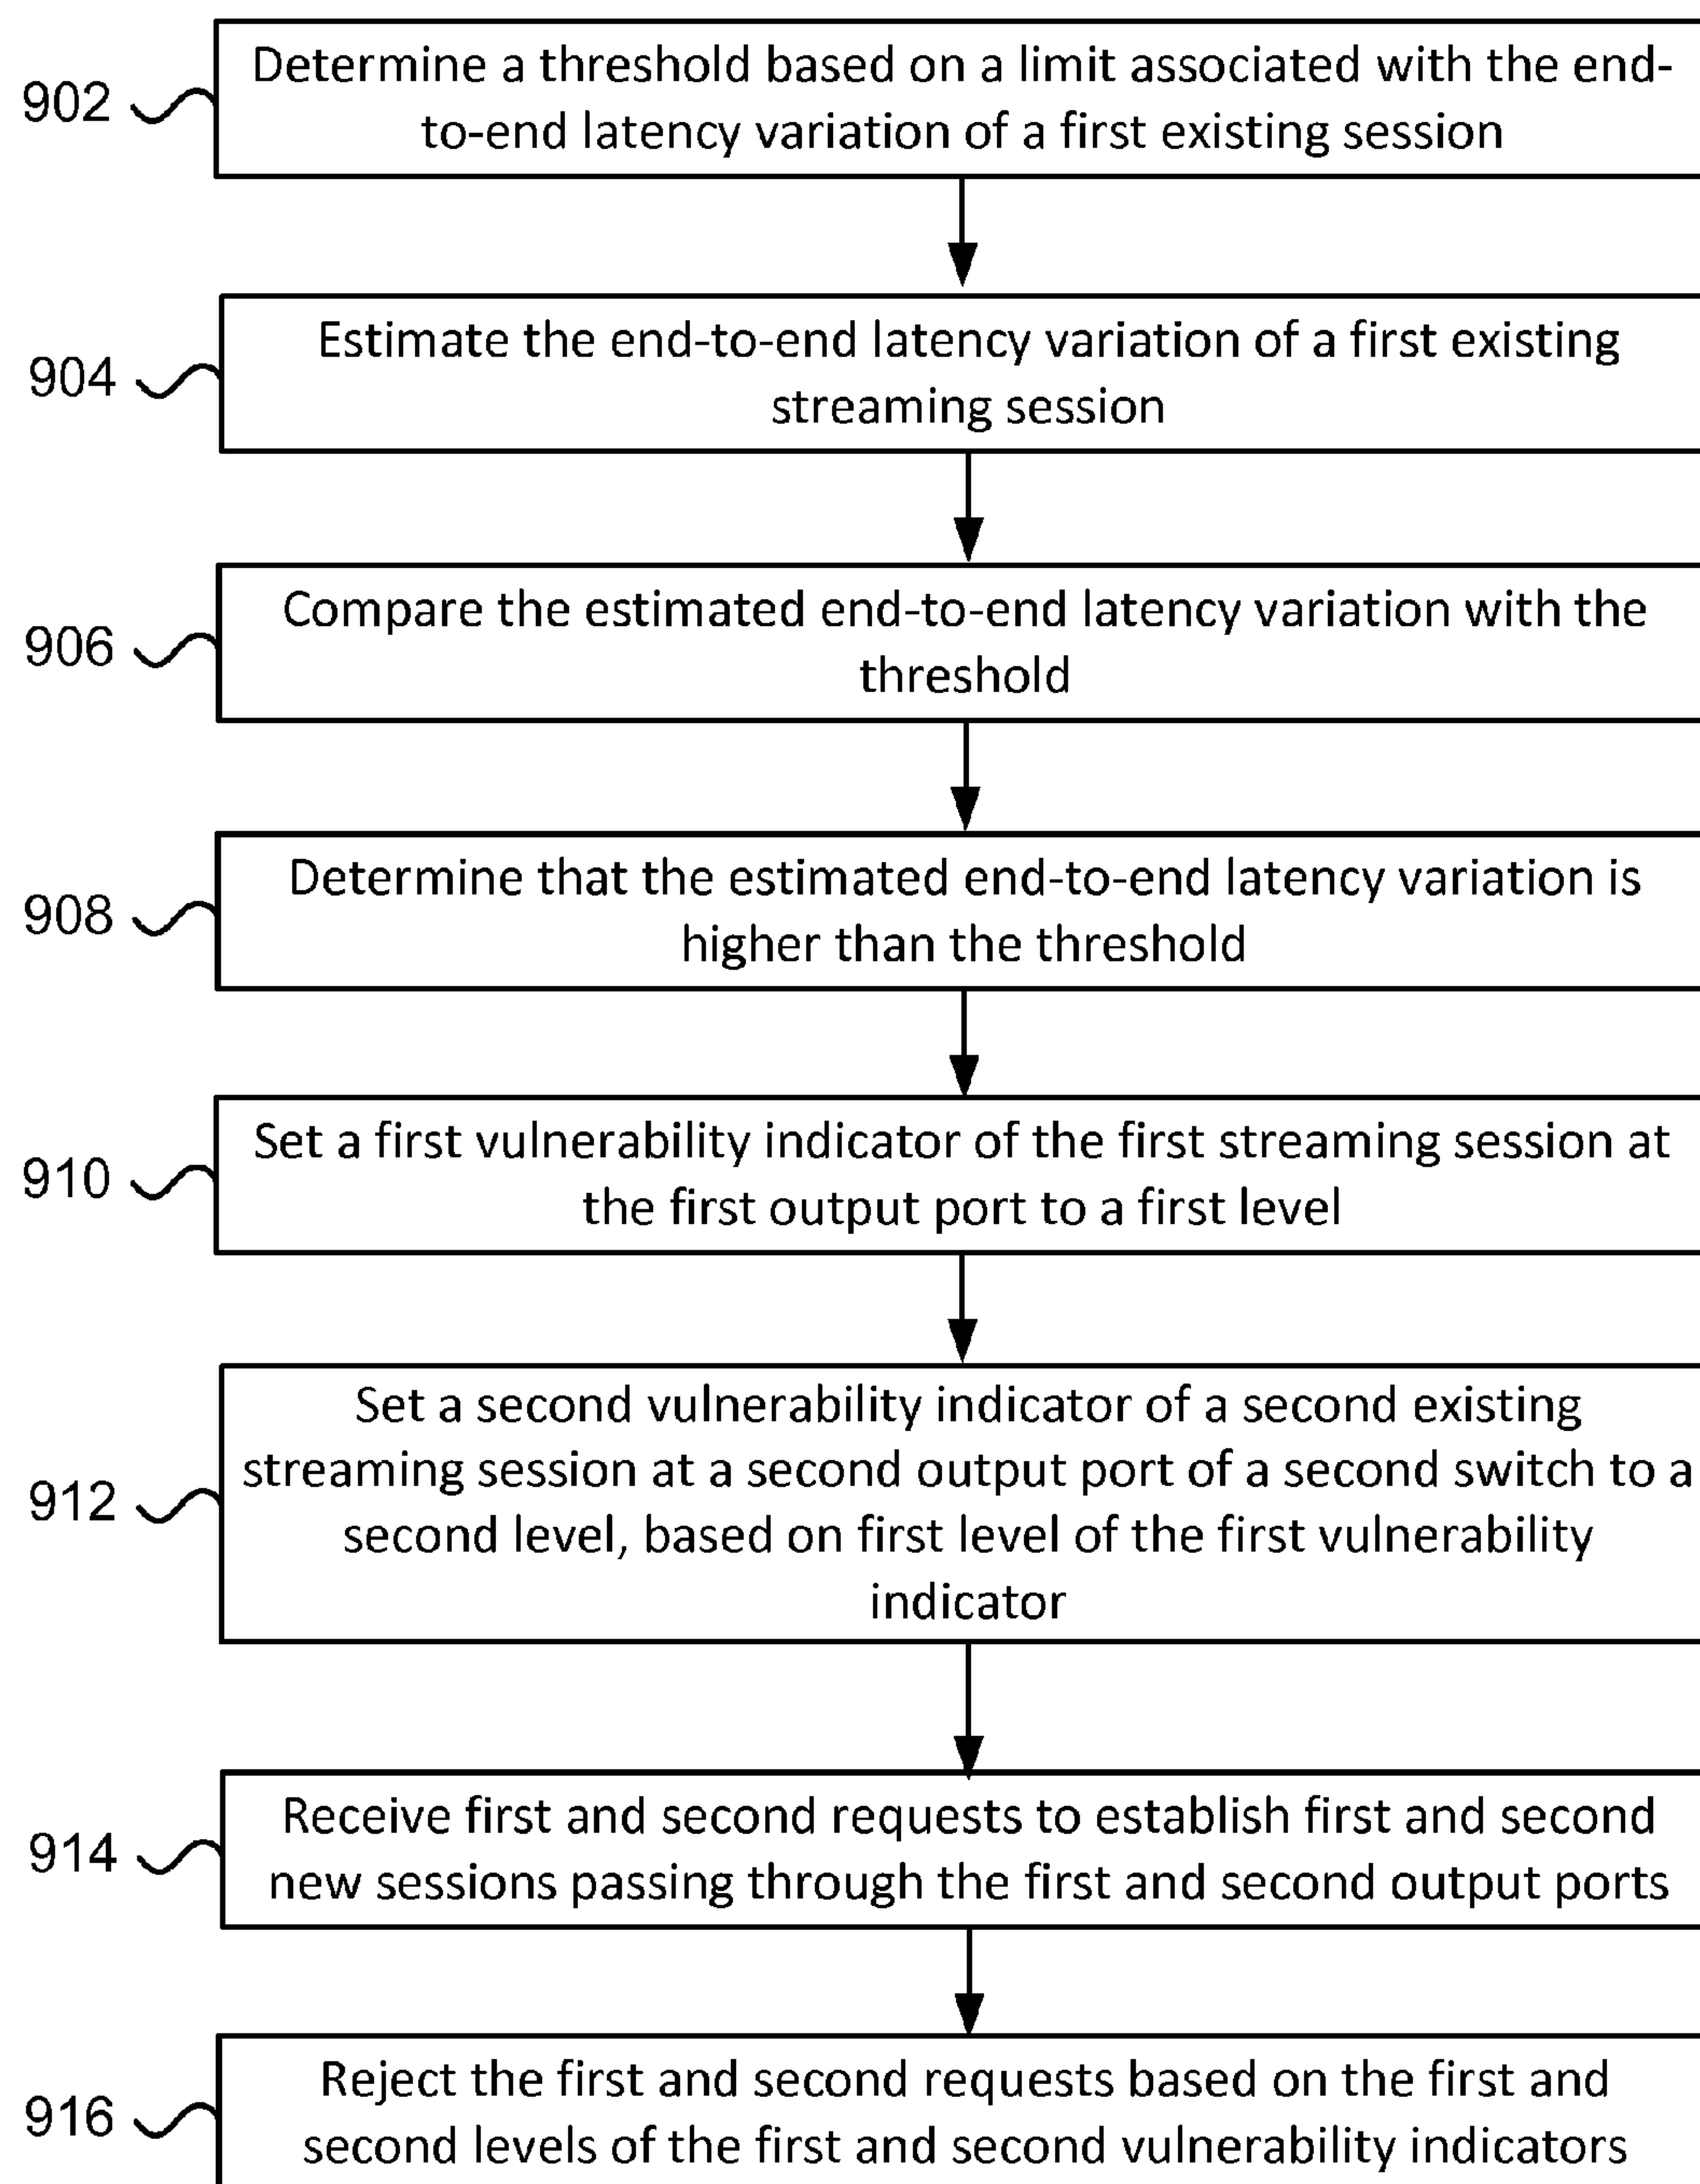 902
Determine a threshold based on a limit associated with the end-
to-end latency variation of a first existing session
904
Estimate the end-to-end latency variation of a first existing
streaming session
906
Compare the estimated end-to-end latency variation with the
threshold
908
Determine that the estimated end-to-end latency variation is
higher than the threshold
910
Set a first vulnerability indicator of the first streaming session at
the first output port to a first level
912
Set a second vulnerability indicator of a second existing
streaming session at a second output port of a second switch to a
second level, based on first level of the first vulnerability
indicator
914
Receive first and second requests to establish first and second
new sessions passing through the first and second output ports
916
Reject the first and second requests based on the first and
second levels of the first and second vulnerability indicators